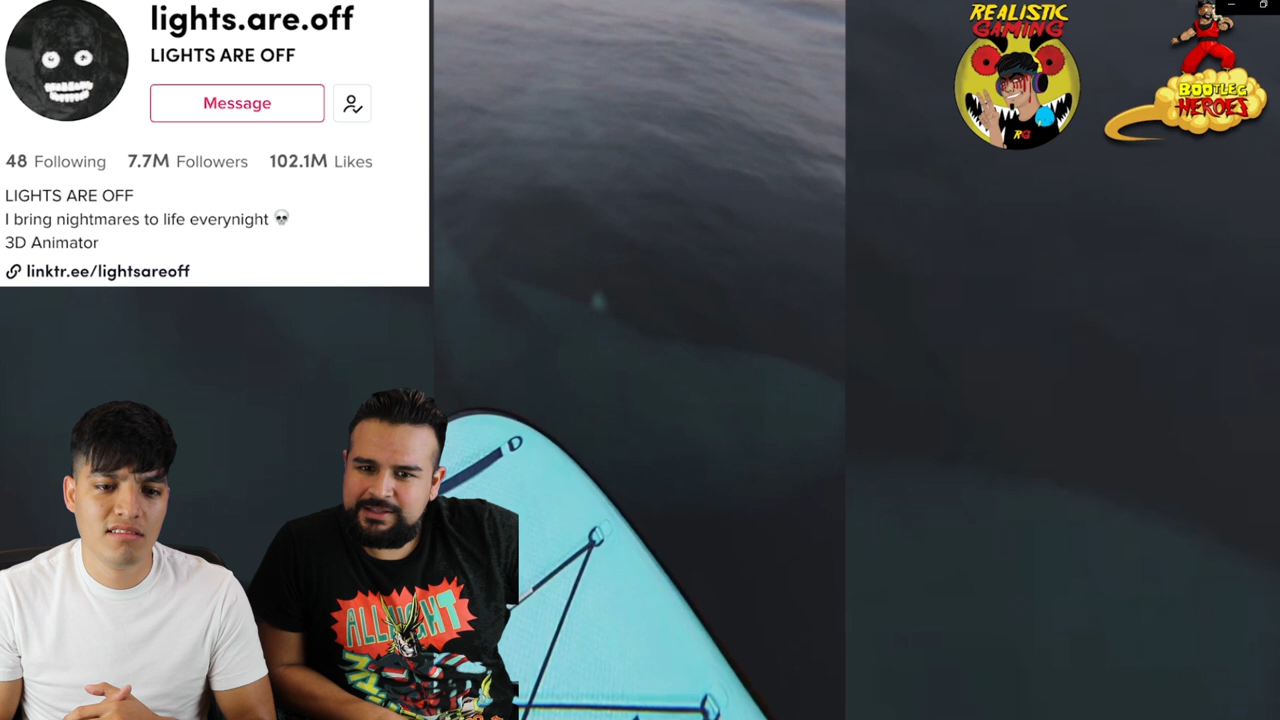 lights.are.off
LIGHTS ARE OFF
Message
48 Following 7.7M Followers 102.1M Likes
LIGHTS ARE OFF
I bring nightmares to life everynight 💀
3D Animator
linktr.ee/lightsareoff
REALISTIC
GAMING
RG
BOOTLEG
HEROES